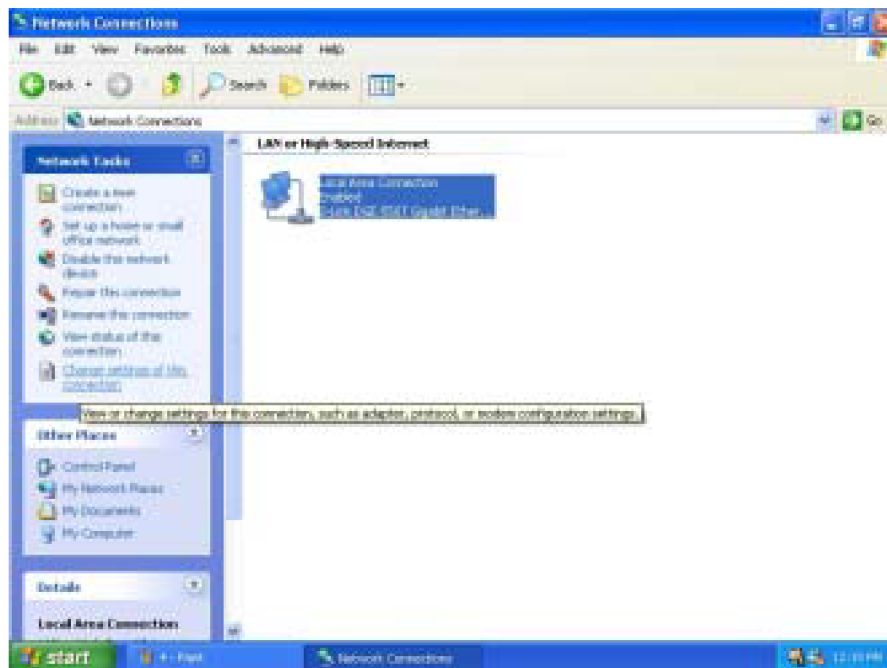 Network Connections
File Edit View Favorites Tools Advanced Help
Back Search Folders
Address Network Connections Go
LAN or High-Speed Internet
Local Area Connection
Enabled
Gigabit Ether...
Network Tasks
Create a new
connection
Set up a home or small
office network
Disable this network
device
Repair this connection
Rename this connection
View status of this
connection
Change settings of this
connection
View or change settings for this connection, such as adapter, protocol, or modem configuration settings.
Other Places
Control Panel
My Network Places
My Documents
My Computer
Details
Local Area Connection
start 4 - Paint Network Connections